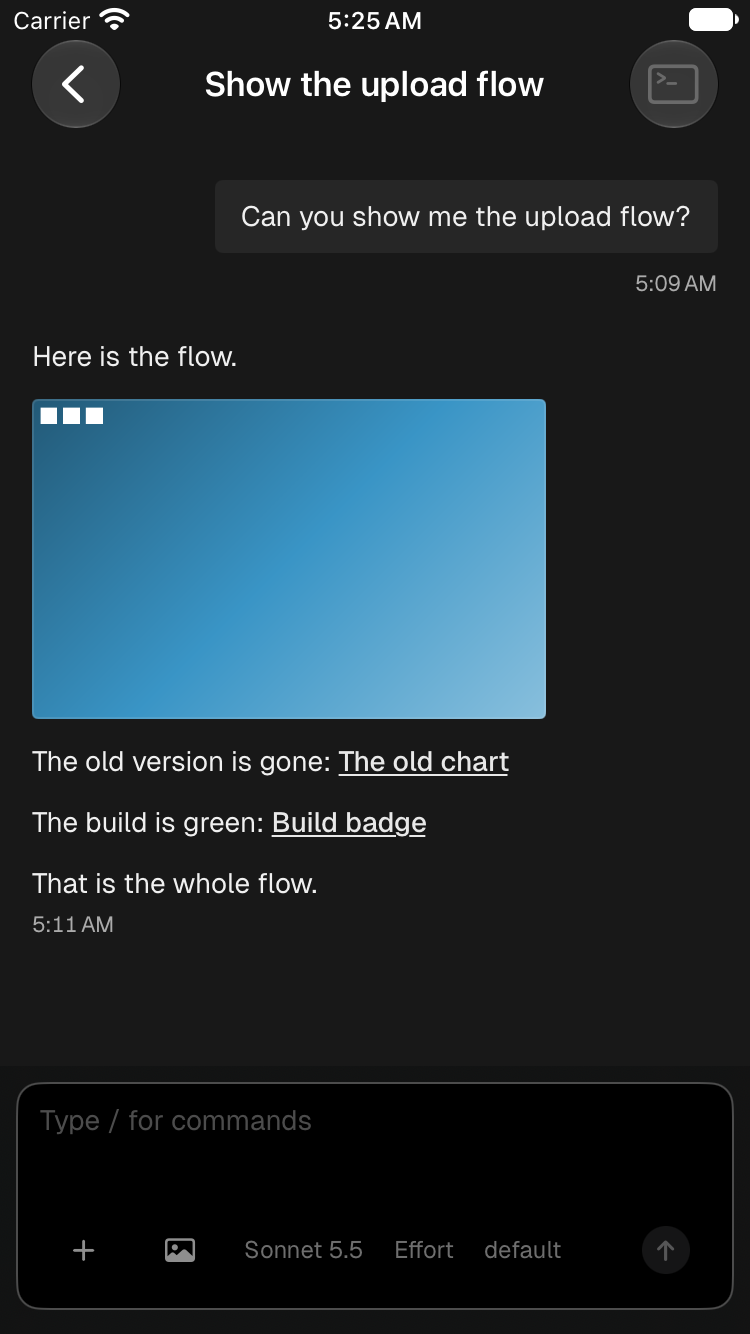 Carrier
5:25 AM
Show the upload flow
Can you show me the upload flow?
5:09 AM
Here is the flow.
The old version is gone: The old chart
The build is green: Build badge
That is the whole flow.
5:11 AM
Type / for commands
Sonnet 5.5 Effort default